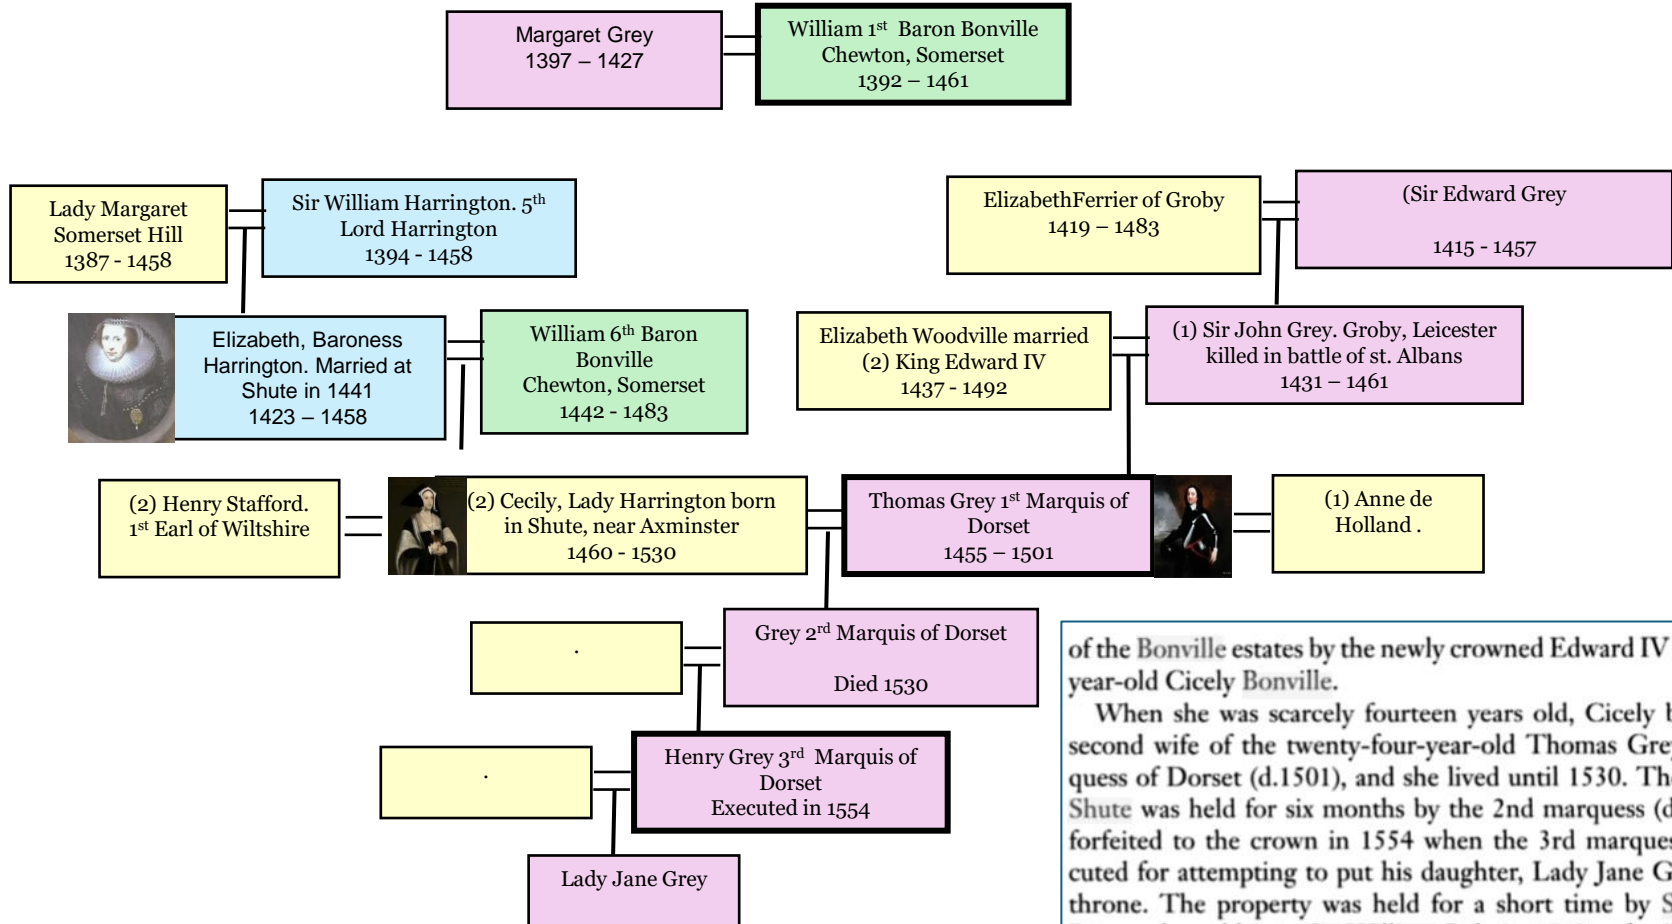 Margaret Grey
1397 – 1427
William 1st Baron Bonville
Chewton, Somerset
1392 – 1461
Lady Margaret
Somerset Hill
1387 - 1458
Sir William Harrington. 5th
Lord Harrington
1394 - 1458
ElizabethFerrier of Groby
1419 – 1483
(Sir Edward Grey
1415 - 1457
Elizabeth, Baroness
Harrington. Married at
Shute in 1441
1423 – 1458
William 6th Baron
Bonville
Chewton, Somerset
1442 - 1483
Elizabeth Woodville married
(2) King Edward IV
1437 - 1492
(1) Sir John Grey. Groby, Leicester
killed in battle of st. Albans
1431 – 1461
(2) Henry Stafford.
1st Earl of Wiltshire
(2) Cecily, Lady Harrington born
in Shute, near Axminster
1460 - 1530
Thomas Grey 1st Marquis of
Dorset
1455 – 1501
(1) Anne de
Holland .
.
Grey 2rd Marquis of Dorset
Died 1530
.
Henry Grey 3rd Marquis of
Dorset
Executed in 1554
Lady Jane Grey
of the Bonville estates by the newly crowned Edward IV
year-old Cicely Bonville.
When she was scarcely fourteen years old, Cicely
second wife of the twenty-four-year-old Thomas Grey
quess of Dorset (d.1501), and she lived until 1530.
Shute was held for six months by the 2nd marquess
forfeited to the crown in 1554 when the 3rd
cuted for attempting to put his daughter, Lady Jane
throne. The property was held for a short time by